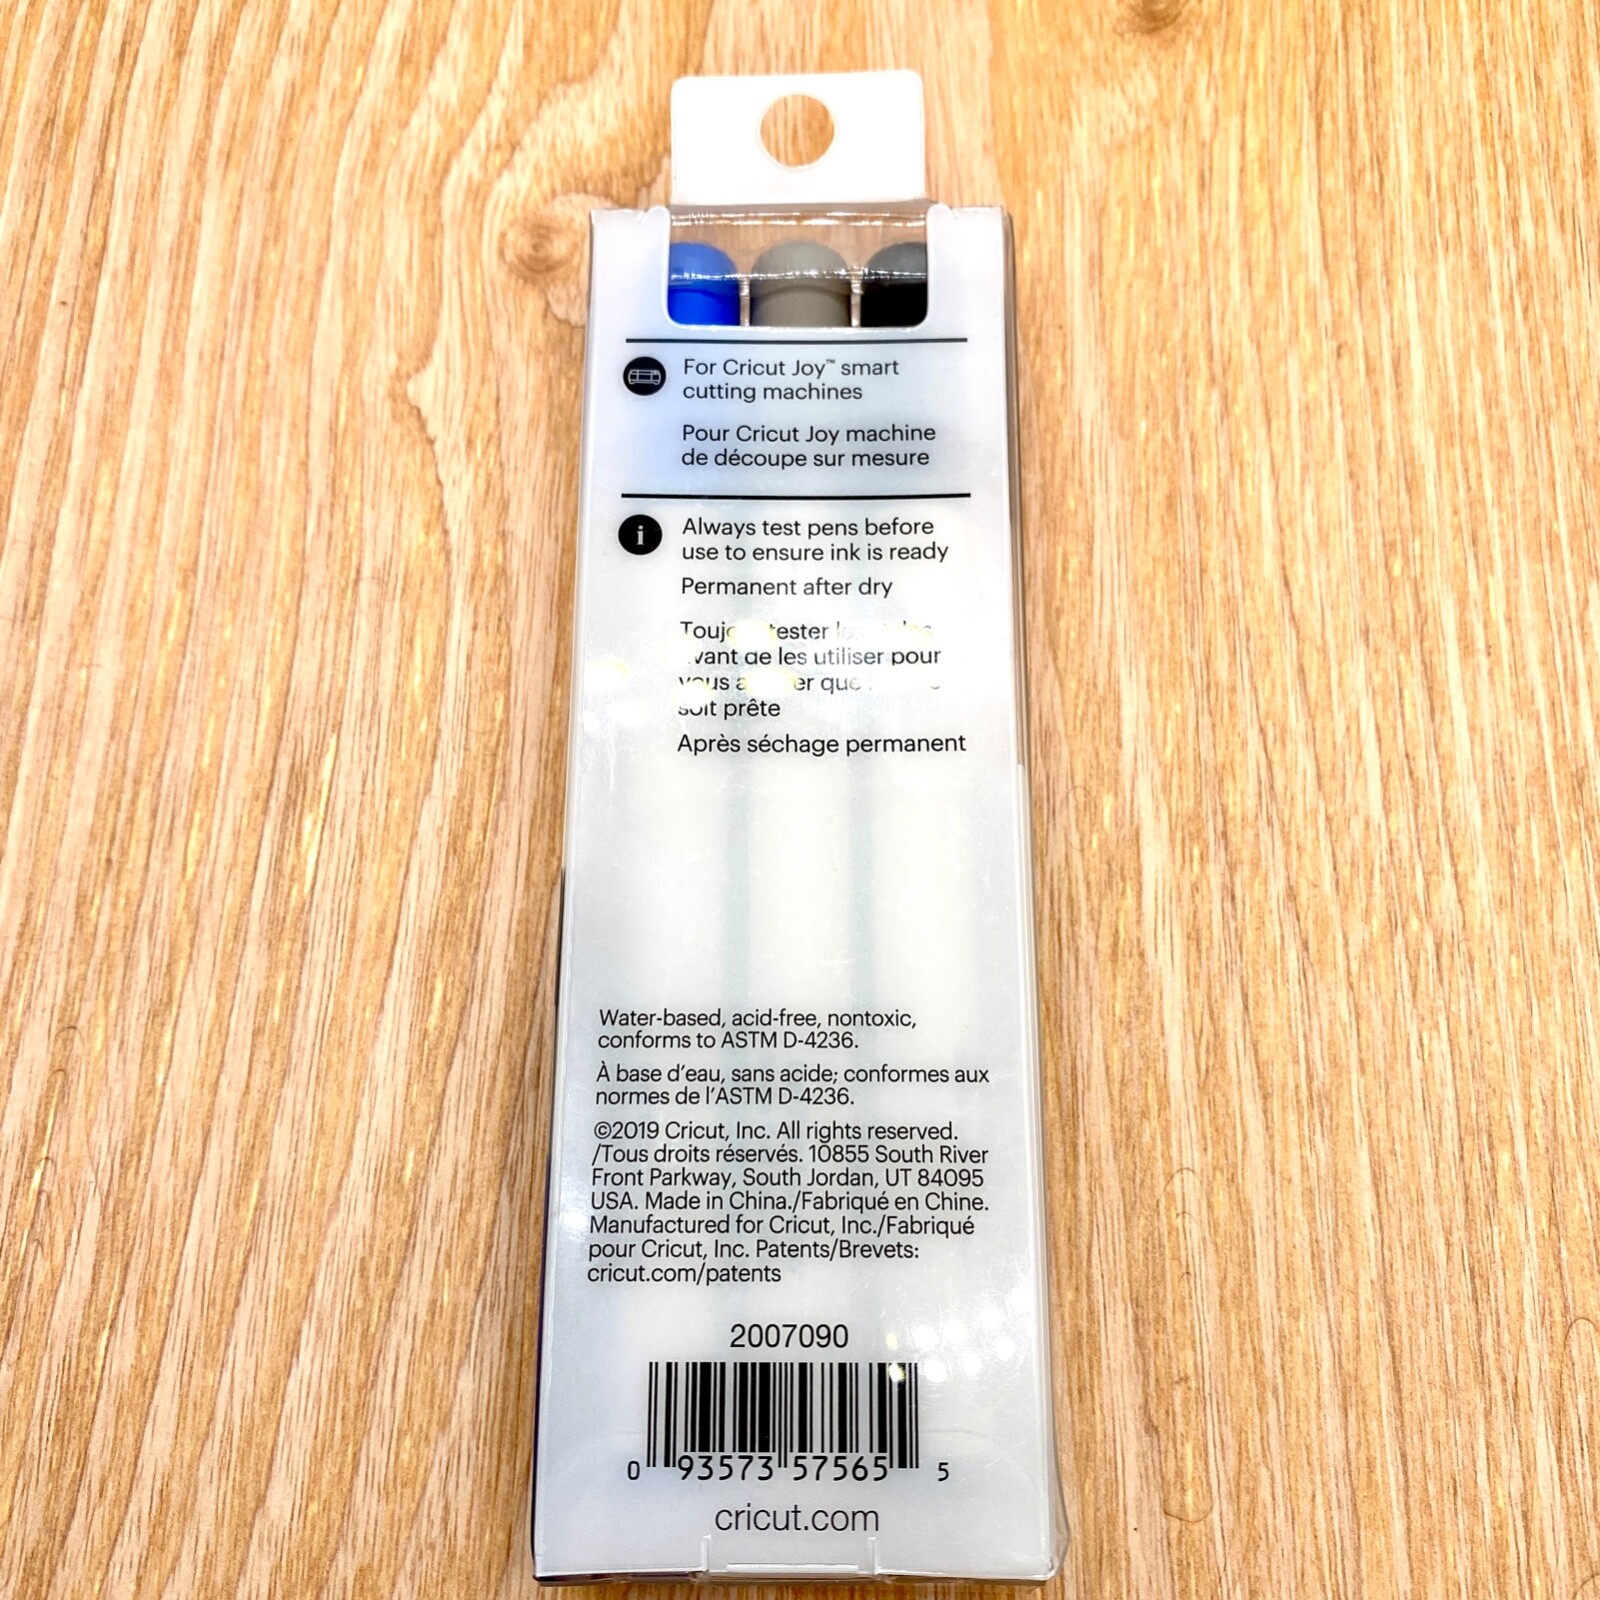 For Cricut Joy™ smart
cutting machines
Pour Cricut Joy machine
de découpe sur mesure
i
Always test pens before
use to ensure ink is ready
Permanent after dry
tester
de les utiliser pour
que
soit prête
Après séchage permanent
Water-based, acid-free, nontoxic,
conforms to ASTM D-4236.
À base d'eau, sans acide; conformes aux
normes de l'ASTM D-4236.
©2019 Cricut, Inc. All rights reserved.
/Tous droits réservés. 10855 South River
Front Parkway, South Jordan, UT 84095
USA. Made in China./Fabriqué en Chine.
Manufactured for Cricut, Inc./Fabriqué
pour Cricut, Inc. Patents/Brevets:
cricut.com/patents
2007090
0 93573 57565 5
cricut.com